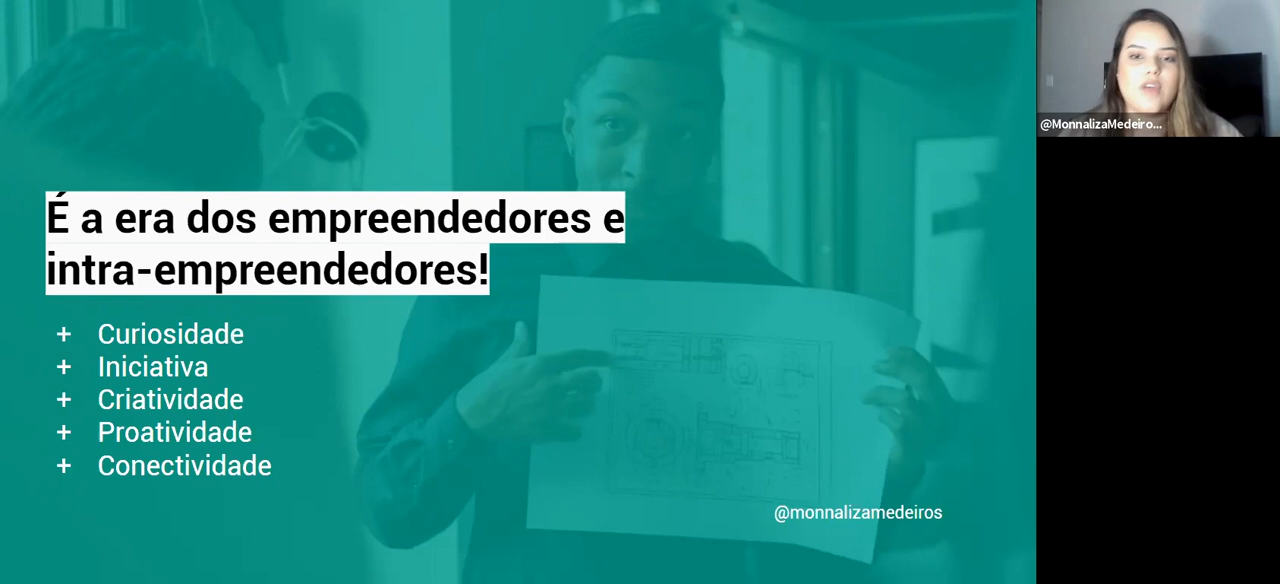 É a era dos empreendedores e
intra-empreendedores!
+ Curiosidade
+ Iniciativa
+ Criatividade
+ Proatividade
+ Conectividade
@monnalizamedeiros
@MonnalizaMedeiro...